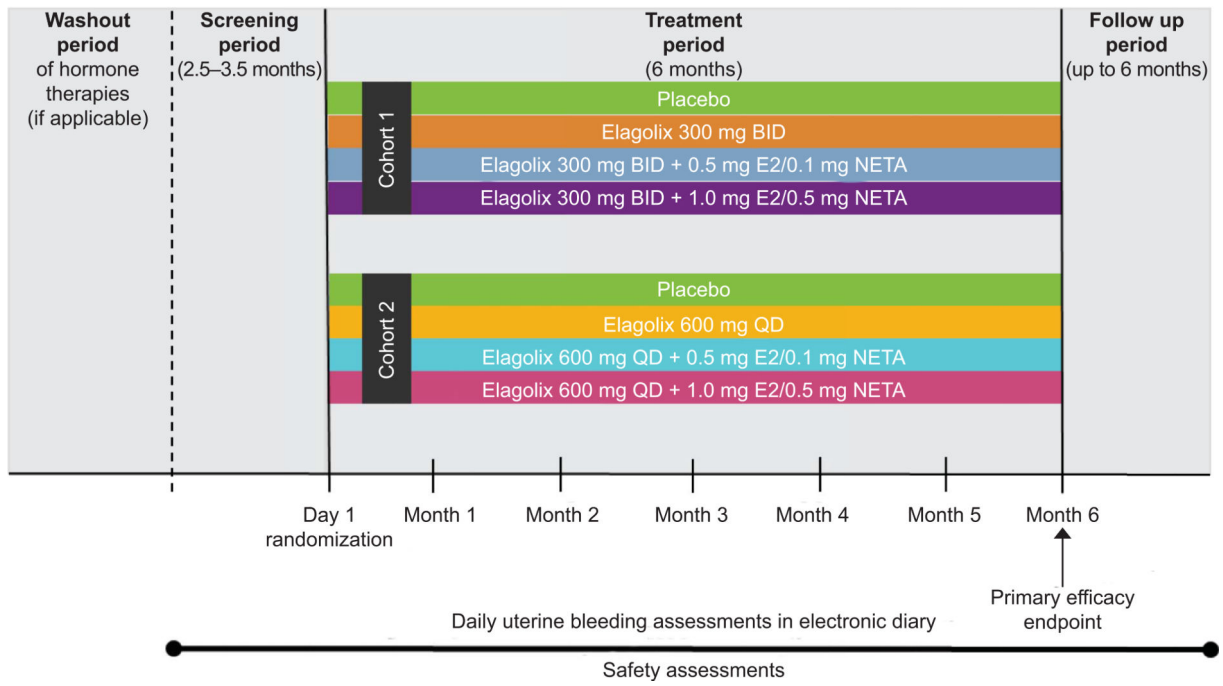 Washout
period
of hormone
therapies
(if applicable)
Screening
period
(2.5–3.5 months)
Treatment
period
(6 months)
Follow up
period
(up to 6 months)
Cohort 1
Placebo
Elagolix 300 mg BID
Elagolix 300 mg BID + 0.5 mg E2/0.1 mg NETA
Elagolix 300 mg BID + 1.0 mg E2/0.5 mg NETA
Cohort 2
Placebo
Elagolix 600 mg QD
Elagolix 600 mg QD + 0.5 mg E2/0.1 mg NETA
Elagolix 600 mg QD + 1.0 mg E2/0.5 mg NETA
Day 1
randomization
Month 1
Month 2
Month 3
Month 4
Month 5
Month 6
Primary efficacy
endpoint
Daily uterine bleeding assessments in electronic diary
Safety assessments